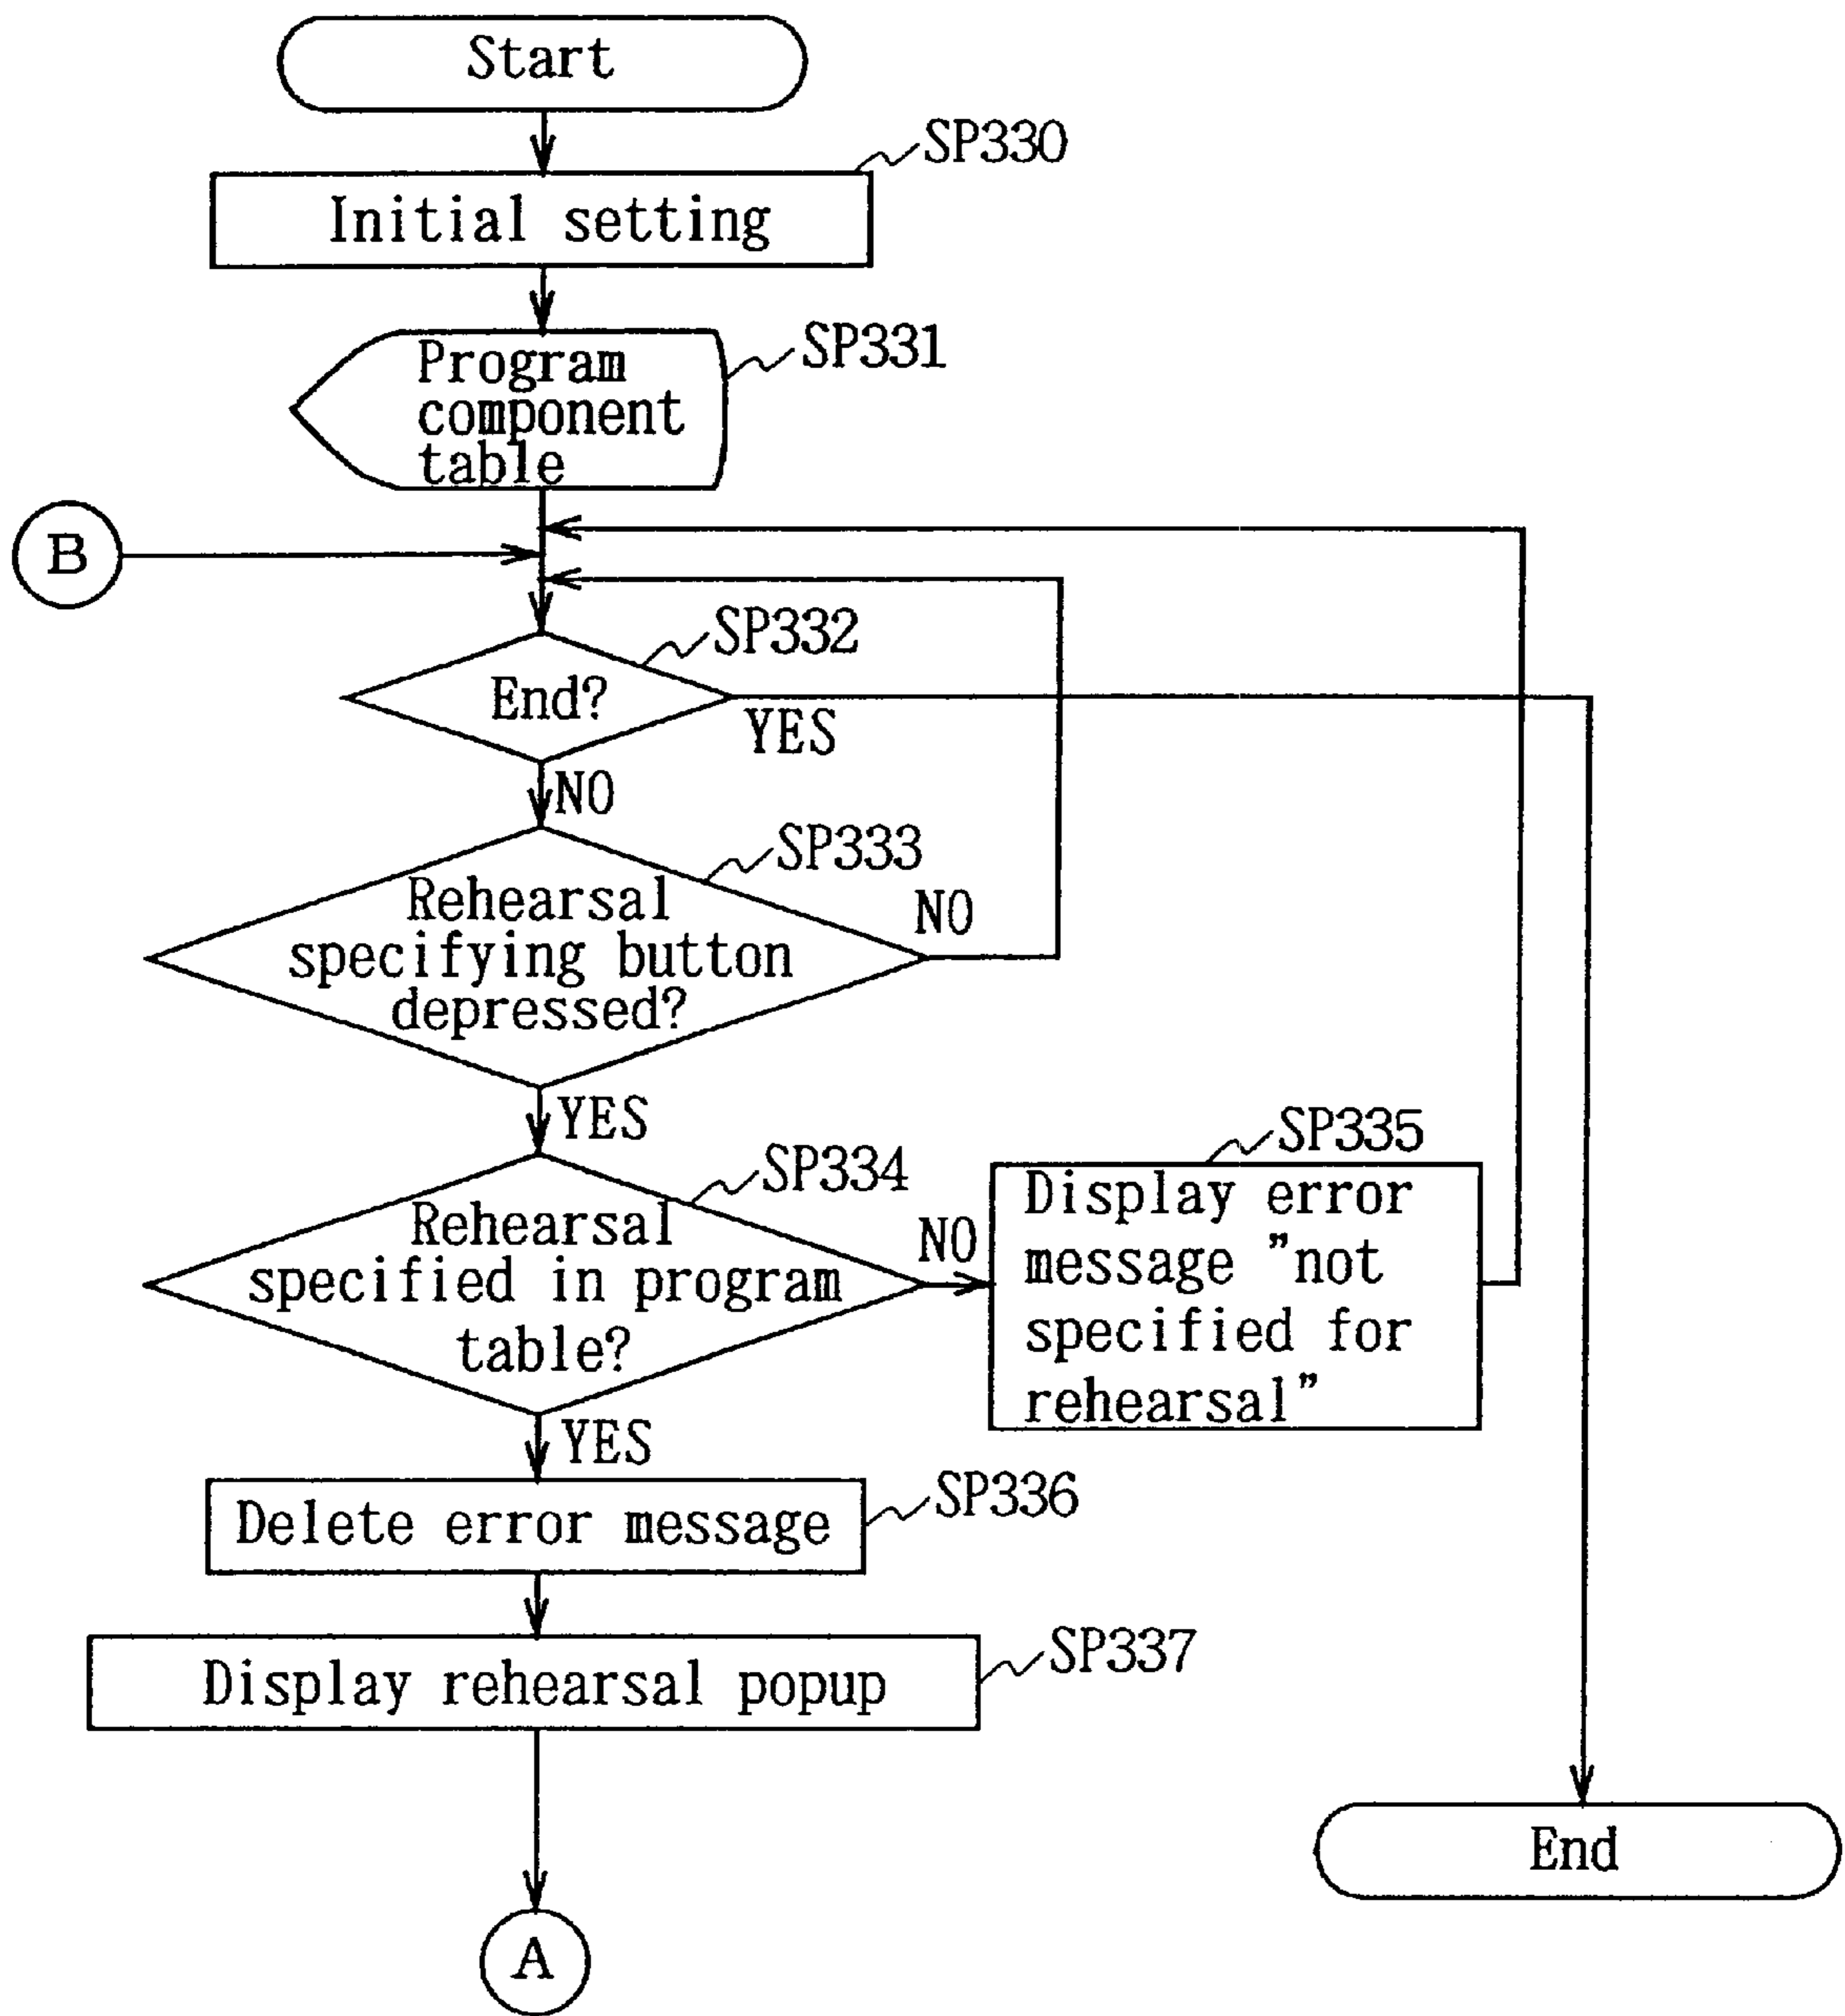 Start
SP330
Initial setting
SP331
Program
component
table
B
SP332
End?
YES
NO
SP333
Rehearsal
specifying button
depressed?
NO
YES
SP334
Rehearsal
specified in program
table?
NO
SP335
Display error
message "not
specified for
rehearsal"
YES
SP336
Delete error message
SP337
Display rehearsal popup
End
A